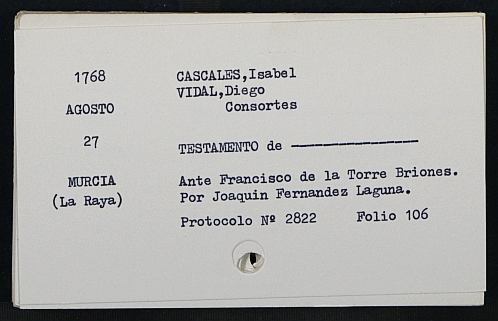 1768 CASCALES,Isabel
VIDAL,Diego
AGOSTO Consortes
27 TESTAMENTO de ----------------
MURCIA Ante Francisco de la Torre Briones.
(La Raya) Por Joaquin Fernandez Laguna.
Protocolo Nº 2822 Folio 106